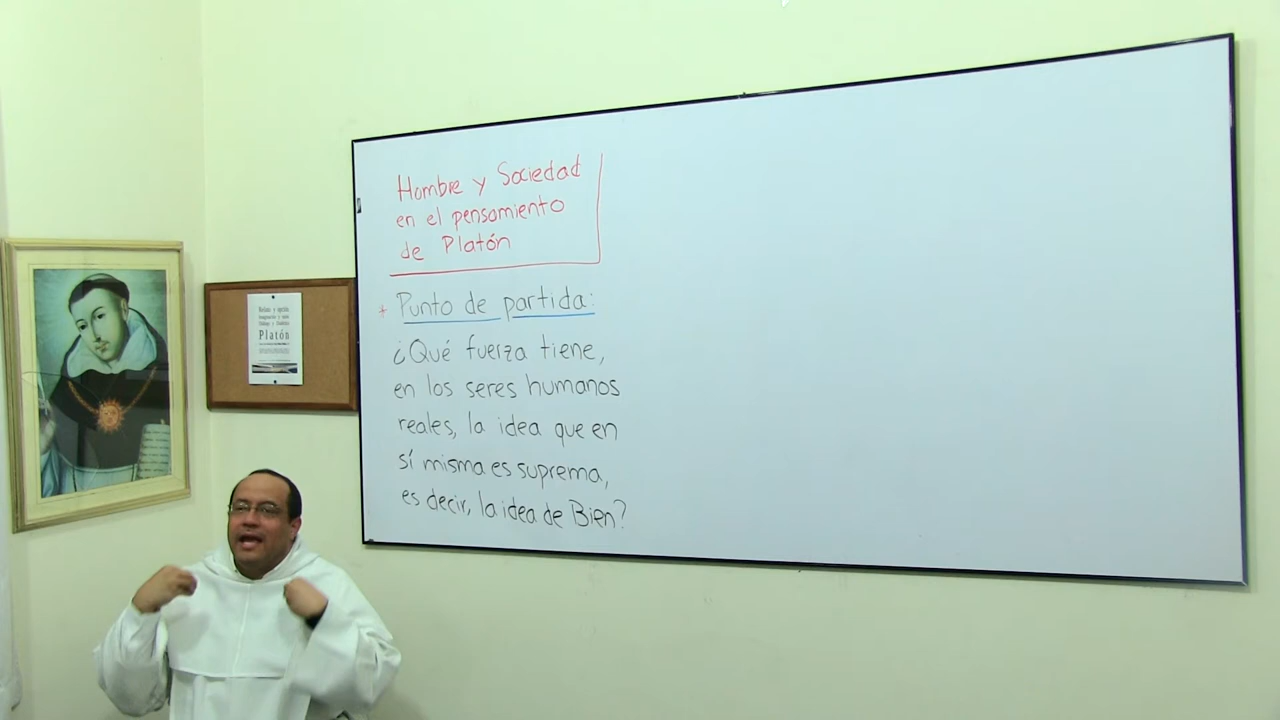 Hombre y Sociedad
en el pensamiento
de Platón
* Punto de partida:
¿Qué fuerza tiene,
en los seres humanos
reales, la idea que en
sí misma es suprema,
es decir, la idea de Bien?
Platón